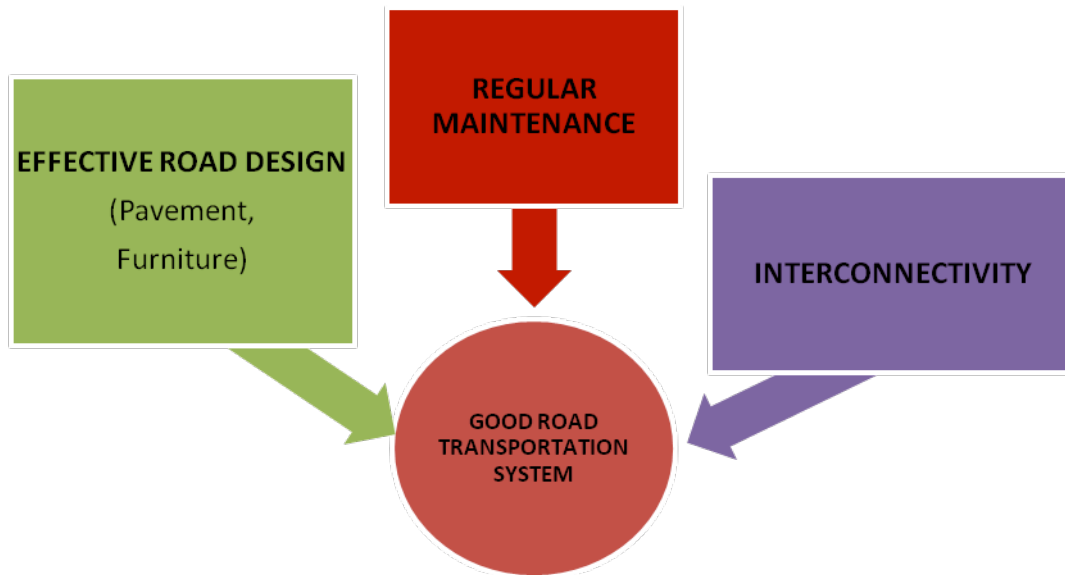 REGULAR
MAINTENANCE
EFFECTIVE ROAD DESIGN
(Pavement,
Furniture)
INTERCONNECTIVITY
GOOD ROAD
TRANSPORTATION
SYSTEM